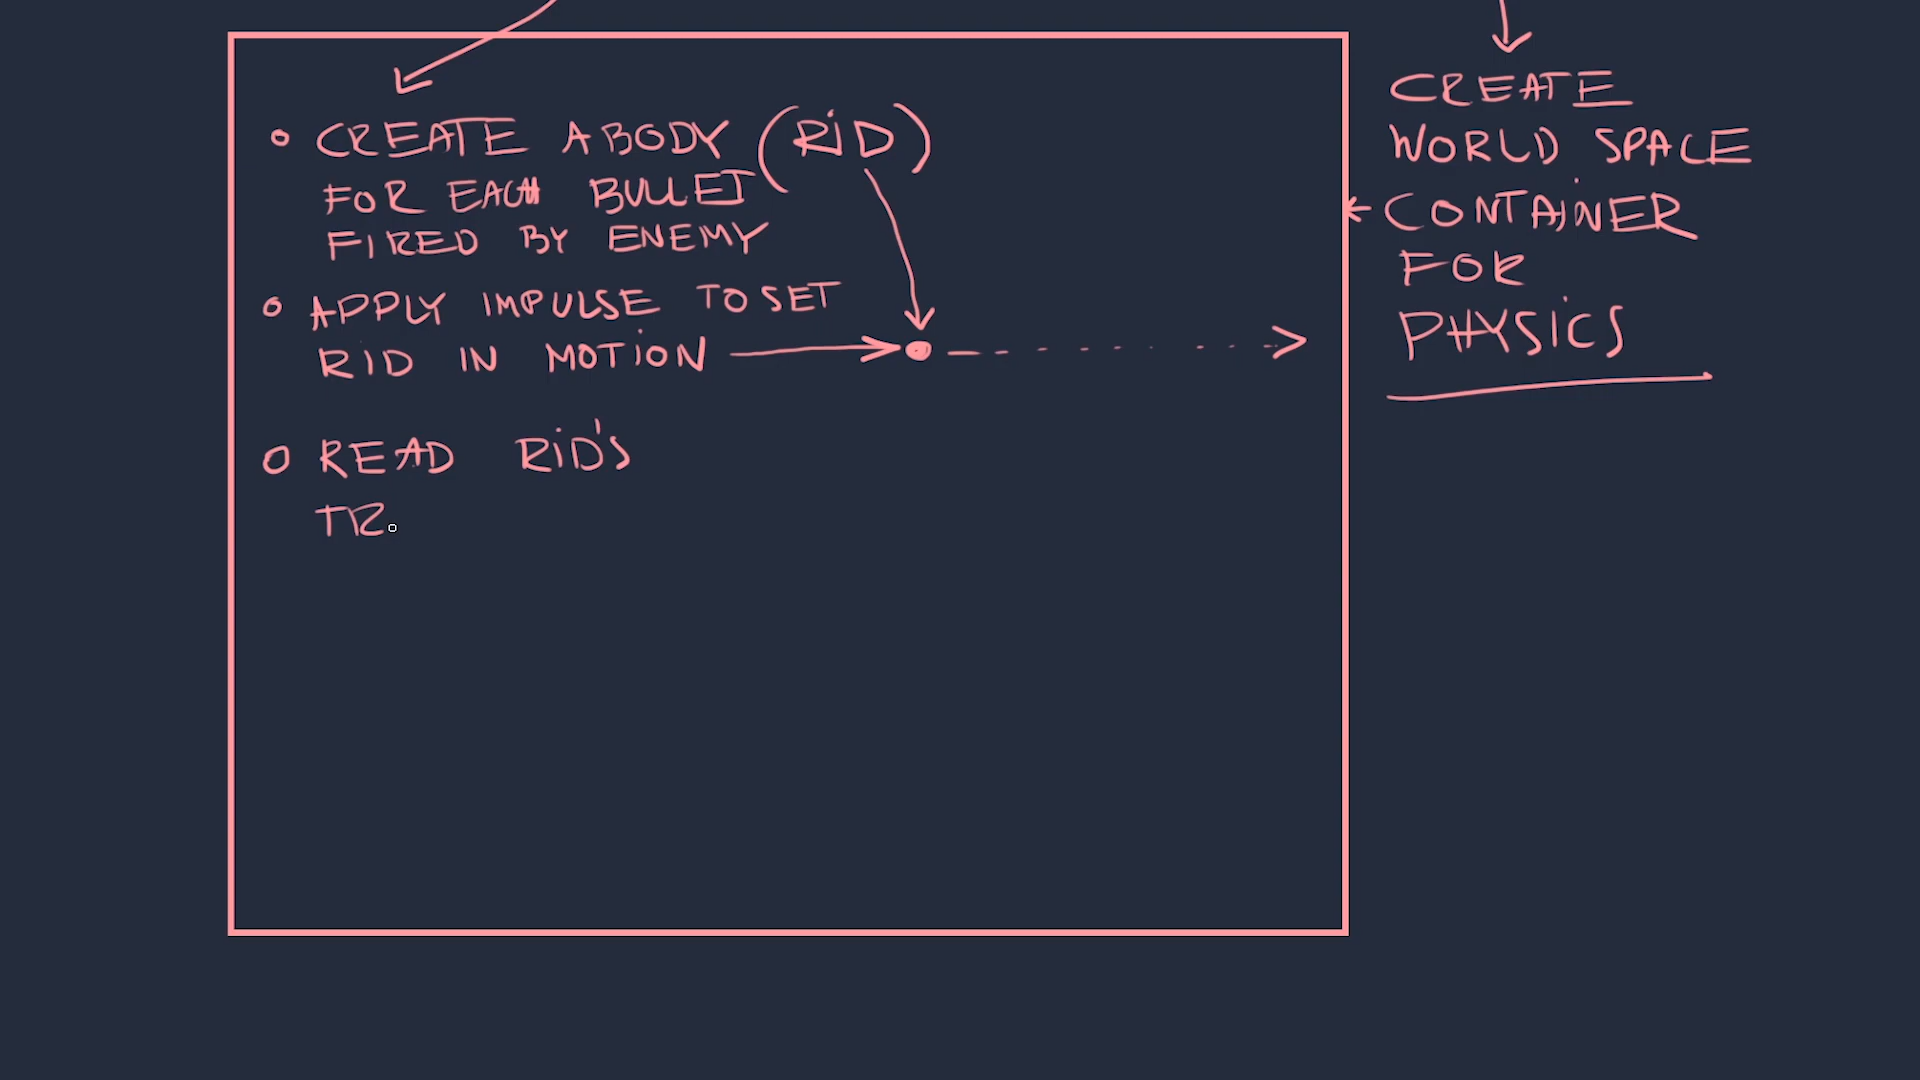 CREATE A BODY (RID)
FOR EACH BULLET
FIRED BY ENEMY
APPLY IMPULSE TO SET
RID IN MOTION
READ RID'S
TR
CREATE
WORLD SPACE
CONTAINER
FOR
PHYSICS